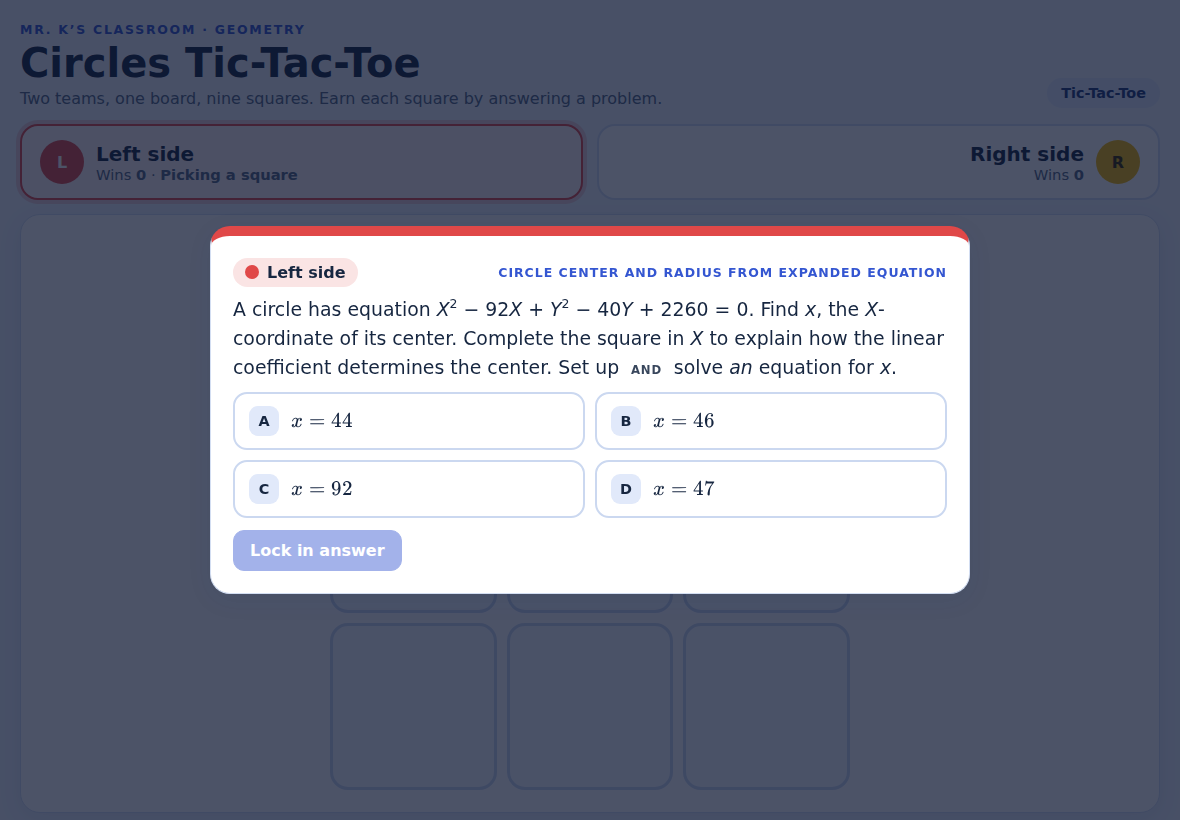 MR. K'S CLASSROOM · GEOMETRY
Circles Tic-Tac-Toe
Two teams, one board, nine squares. Earn each square by answering a problem.
Tic-Tac-Toe
L
Left side
Wins 0 · Picking a square
Right side
Wins 0
R
Left side
CIRCLE CENTER AND RADIUS FROM EXPANDED EQUATION
A circle has equation X² − 92X + Y² − 40Y + 2260 = 0. Find x, the X-
coordinate of its center. Complete the square in X to explain how the linear
coefficient determines the center. Set up AND solve an equation for x.
A x = 44
B x = 46
C x = 92
D x = 47
Lock in answer